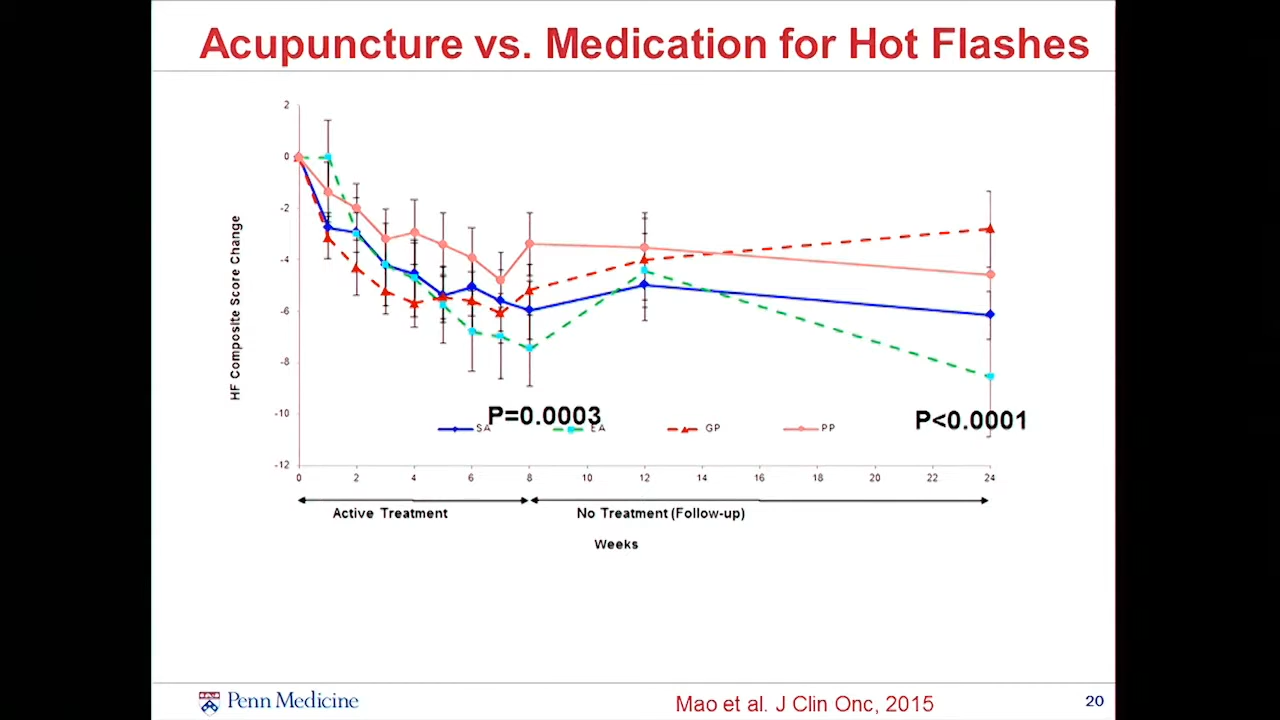 Acupuncture vs. Medication for Hot Flashes
2
0
-2
-4
-6
-8
-10
-12
HF Composite Score Change
P=0.0003
P<0.0001
SA
EA
GP
PP
0 2 4 6 8 10 12 14 16 18 20 22 24
Active Treatment
No Treatment (Follow-up)
Weeks
Penn Medicine
Mao et al. J Clin Onc, 2015
20